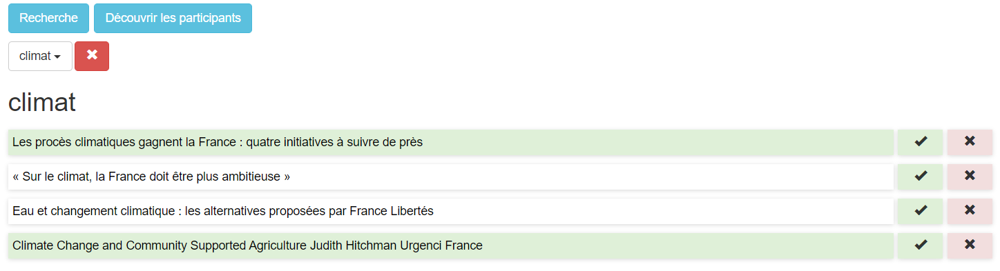 Recherche Découvrir les participants
climat
climat
Les procès climatiques gagnent la France : quatre initiatives à suivre de près
« Sur le climat, la France doit être plus ambitieuse »
Eau et changement climatique : les alternatives proposées par France Libertés
Climate Change and Community Supported Agriculture Judith Hitchman Urgenci France